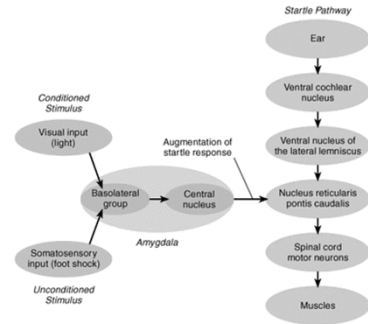 Startle Pathway
Ear
Ventral cochlear
nucleus
Ventral nucleus
of the lateral lemniscus
Nucleus reticularis
pontis caudalis
Spinal cord
motor neurons
Muscles
Conditioned
Stimulus
Visual input
(light)
Augmentation of
startle response
Basolateral
group
Central
nucleus
Amygdala
Somatosensory
input (foot shock)
Unconditioned
Stimulus